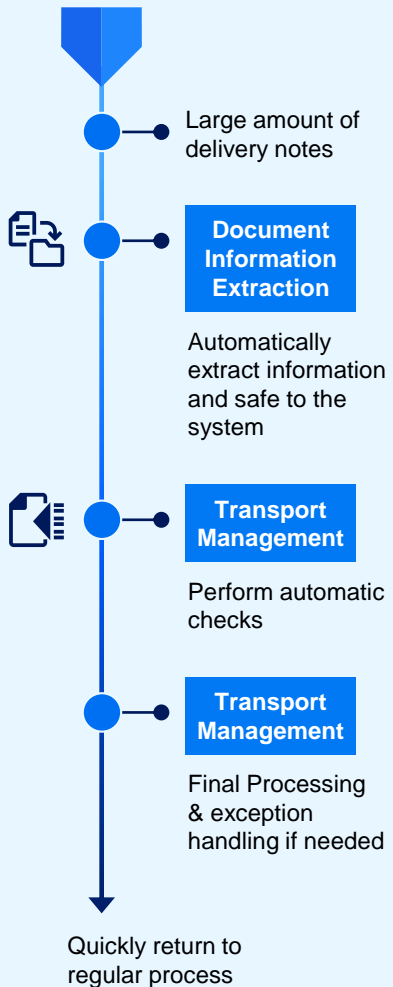 Large amount of
delivery notes
Document
Information
Extraction
Automatically
extract information
and safe to the
system
Transport
Management
Perform automatic
checks
Transport
Management
Final Processing
& exception
handling if needed
Quickly return to
regular process